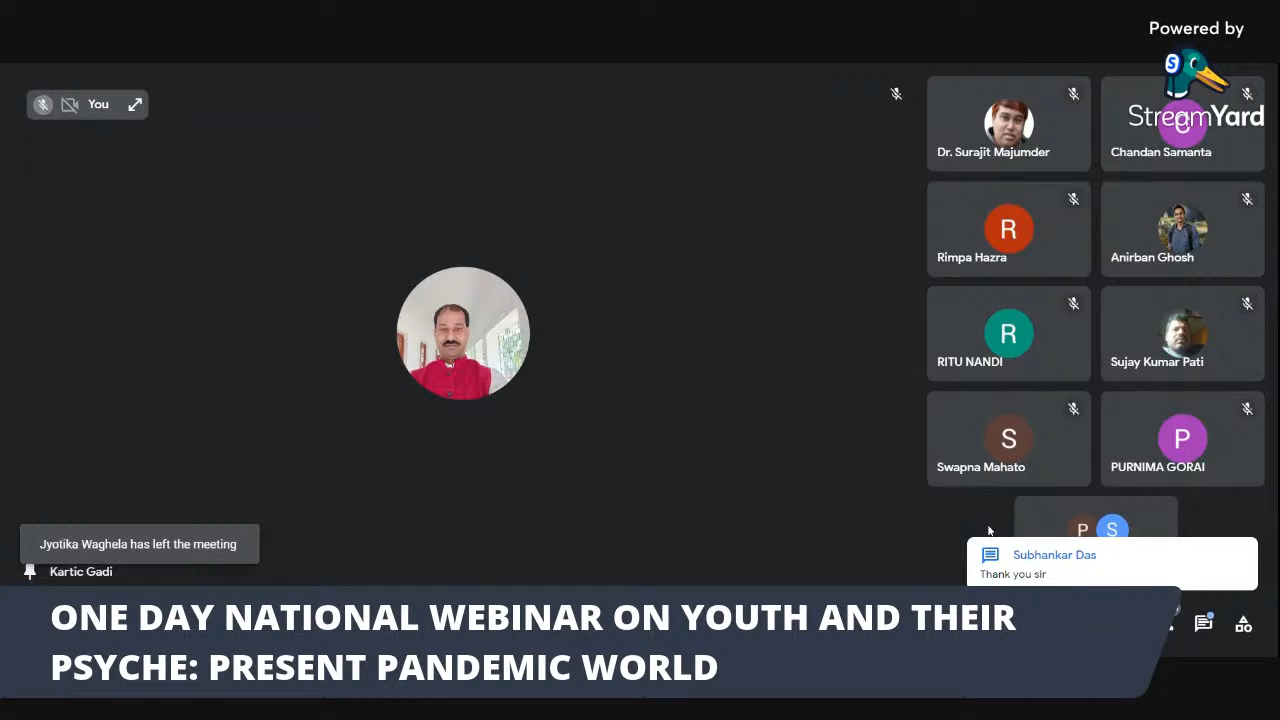 Powered by
StreamYard
You
Dr. Surajit Majumder
C
Chandan Samanta
R
Rimpa Hazra
Anirban Ghosh
R
RITU NANDI
Sujay Kumar Pati
S
Swapna Mahato
P
PURNIMA GORAI
P
S
Jyotika Waghela has left the meeting
Kartic Gadi
Subhankar Das
Thank you sir
ONE DAY NATIONAL WEBINAR ON YOUTH AND THEIR
PSYCHE: PRESENT PANDEMIC WORLD